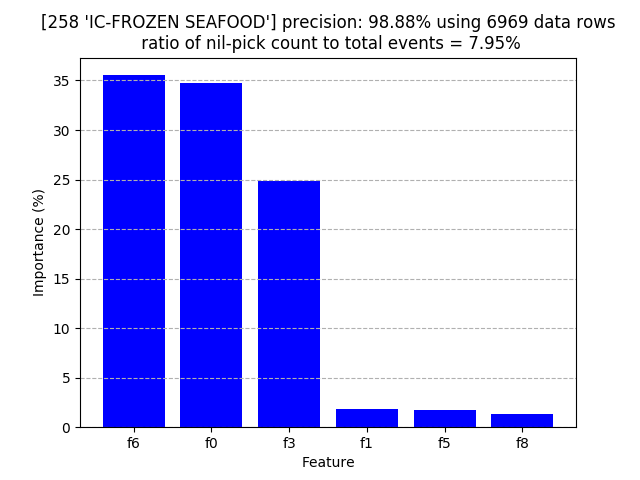 [258 'IC-FROZEN SEAFOOD'] precision: 98.88% using 6969 data rows
ratio of nil-pick count to total events = 7.95%
35
30
25
20
15
10
5
0
Importance (%)
f6 f0 f3 f1 f5 f8
Feature